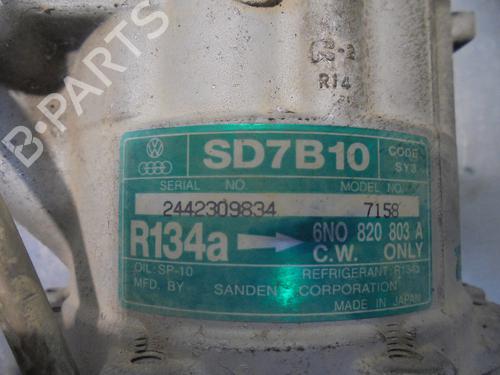 B-PARTS
R14
SD7B10
CODE
SY3
SERIAL NO. MODEL NO.
2442309834 7158
R134a 6N0 820 803 A
C.W. ONLY
OIL:SP-10 REFRIGERANT:R134a
MFD. BY SANDEN CORPORATION
MADE IN JAPAN